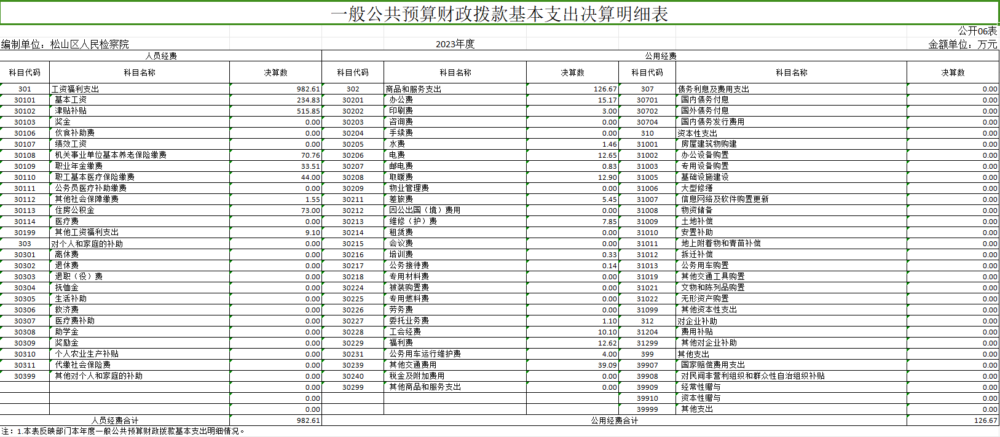 一般公共预算财政拨款基本支出决算明细表
公开06表
编制单位：松山区人民检察院 2023年度 金额单位：万元
人员经费 公用经费
科目代码 科目名称 决算数 科目代码 科目名称 决算数 科目代码 科目名称 决算数
301 工资福利支出 982.61 302 商品和服务支出 126.67 307 债务利息及费用支出 0.00
30101 基本工资 234.83 30201 办公费 15.17 30701 国内债务付息 0.00
30102 津贴补贴 515.85 30202 印刷费 3.00 30702 国外债务付息 0.00
30103 奖金 0.00 30203 咨询费 0.00 30704 国内债务发行费用 0.00
30106 伙食补助费 0.00 30204 手续费 0.00 310 资本性支出 0.00
30107 绩效工资 0.00 30205 水费 1.46 31001 房屋建筑物购建 0.00
30108 机关事业单位基本养老保险缴费 70.76 30206 电费 12.65 31002 办公设备购置 0.00
30109 职业年金缴费 33.51 30207 邮电费 0.83 31003 专用设备购置 0.00
30110 职工基本医疗保险缴费 44.00 30208 取暖费 12.90 31005 基础设施建设 0.00
30111 公务员医疗补助缴费 0.00 30209 物业管理费 0.00 31006 大型修缮 0.00
30112 其他社会保障缴费 1.55 30211 差旅费 5.45 31007 信息网络及软件购置更新 0.00
30113 住房公积金 73.00 30212 因公出国（境）费用 0.00 31008 物资储备 0.00
30114 医疗费 0.00 30213 维修（护）费 7.85 31009 土地补偿 0.00
30199 其他工资福利支出 9.10 30214 租赁费 0.00 31010 安置补助 0.00
303 对个人和家庭的补助 0.00 30215 会议费 0.00 31011 地上附着物和青苗补偿 0.00
30301 离休费 0.00 30216 培训费 0.33 31012 拆迁补偿 0.00
30302 退休费 0.00 30217 公务接待费 0.14 31013 公务用车购置 0.00
30303 退职（役）费 0.00 30218 专用材料费 0.00 31019 其他交通工具购置 0.00
30304 抚恤金 0.00 30224 被装购置费 0.00 31021 文物和陈列品购置 0.00
30305 生活补助 0.00 30225 专用燃料费 0.00 31022 无形资产购置 0.00
30306 救济费 0.00 30226 劳务费 0.00 31099 其他资本性支出 0.00
30307 医疗费补助 0.00 30227 委托业务费 1.10 312 对企业补助 0.00
30308 助学金 0.00 30228 工会经费 10.10 31204 费用补贴 0.00
30309 奖励金 0.00 30229 福利费 12.62 31299 其他对企业补助 0.00
30310 个人农业生产补贴 0.00 30231 公务用车运行维护费 4.00 399 其他支出 0.00
30311 代缴社会保险费 0.00 30239 其他交通费用 39.09 39907 国家赔偿费用支出 0.00
30399 其他对个人和家庭的补助 0.00 30240 税金及附加费用 0.00 39908 对民间非营利组织和群众性自治组织补贴 0.00
0.00 30299 其他商品和服务支出 0.00 39909 经常性赠与 0.00
0.00 39910 资本性赠与 0.00
0.00 39999 其他支出 0.00
人员经费合计 982.61 公用经费合计 126.67
注：1.本表反映部门本年度一般公共预算财政拨款基本支出明细情况。